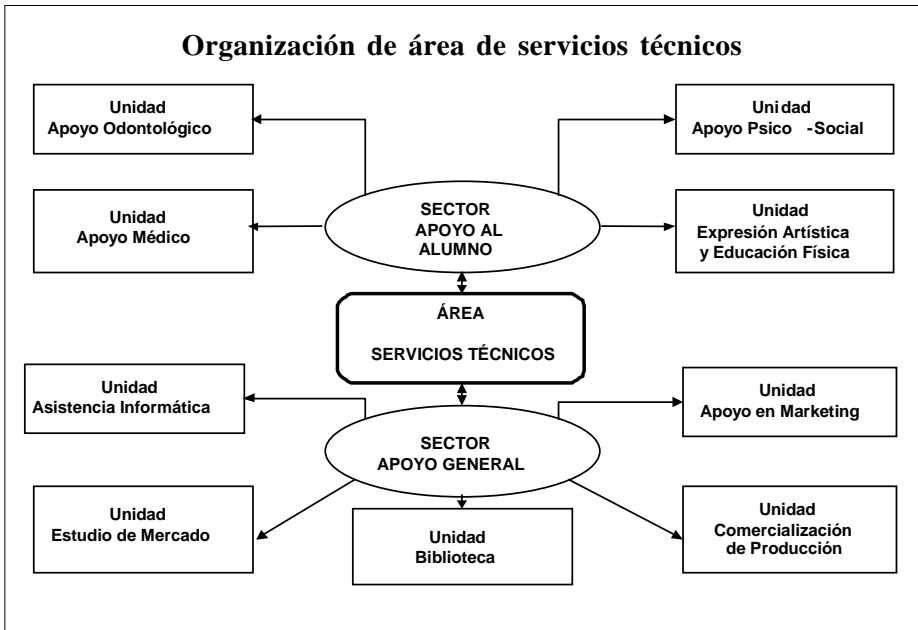 Organización de área de servicios técnicos
Unidad
Apoyo Odontológico
Unidad
Apoyo Psico -Social
Unidad
Apoyo Médico
SECTOR
APOYO AL
ALUMNO
Unidad
Expresión Artística
y Educación Física
ÁREA
SERVICIOS TÉCNICOS
Unidad
Asistencia Informática
Unidad
Apoyo en Marketing
SECTOR
APOYO GENERAL
Unidad
Estudio de Mercado
Unidad
Biblioteca
Unidad
Comercialización
de Producción